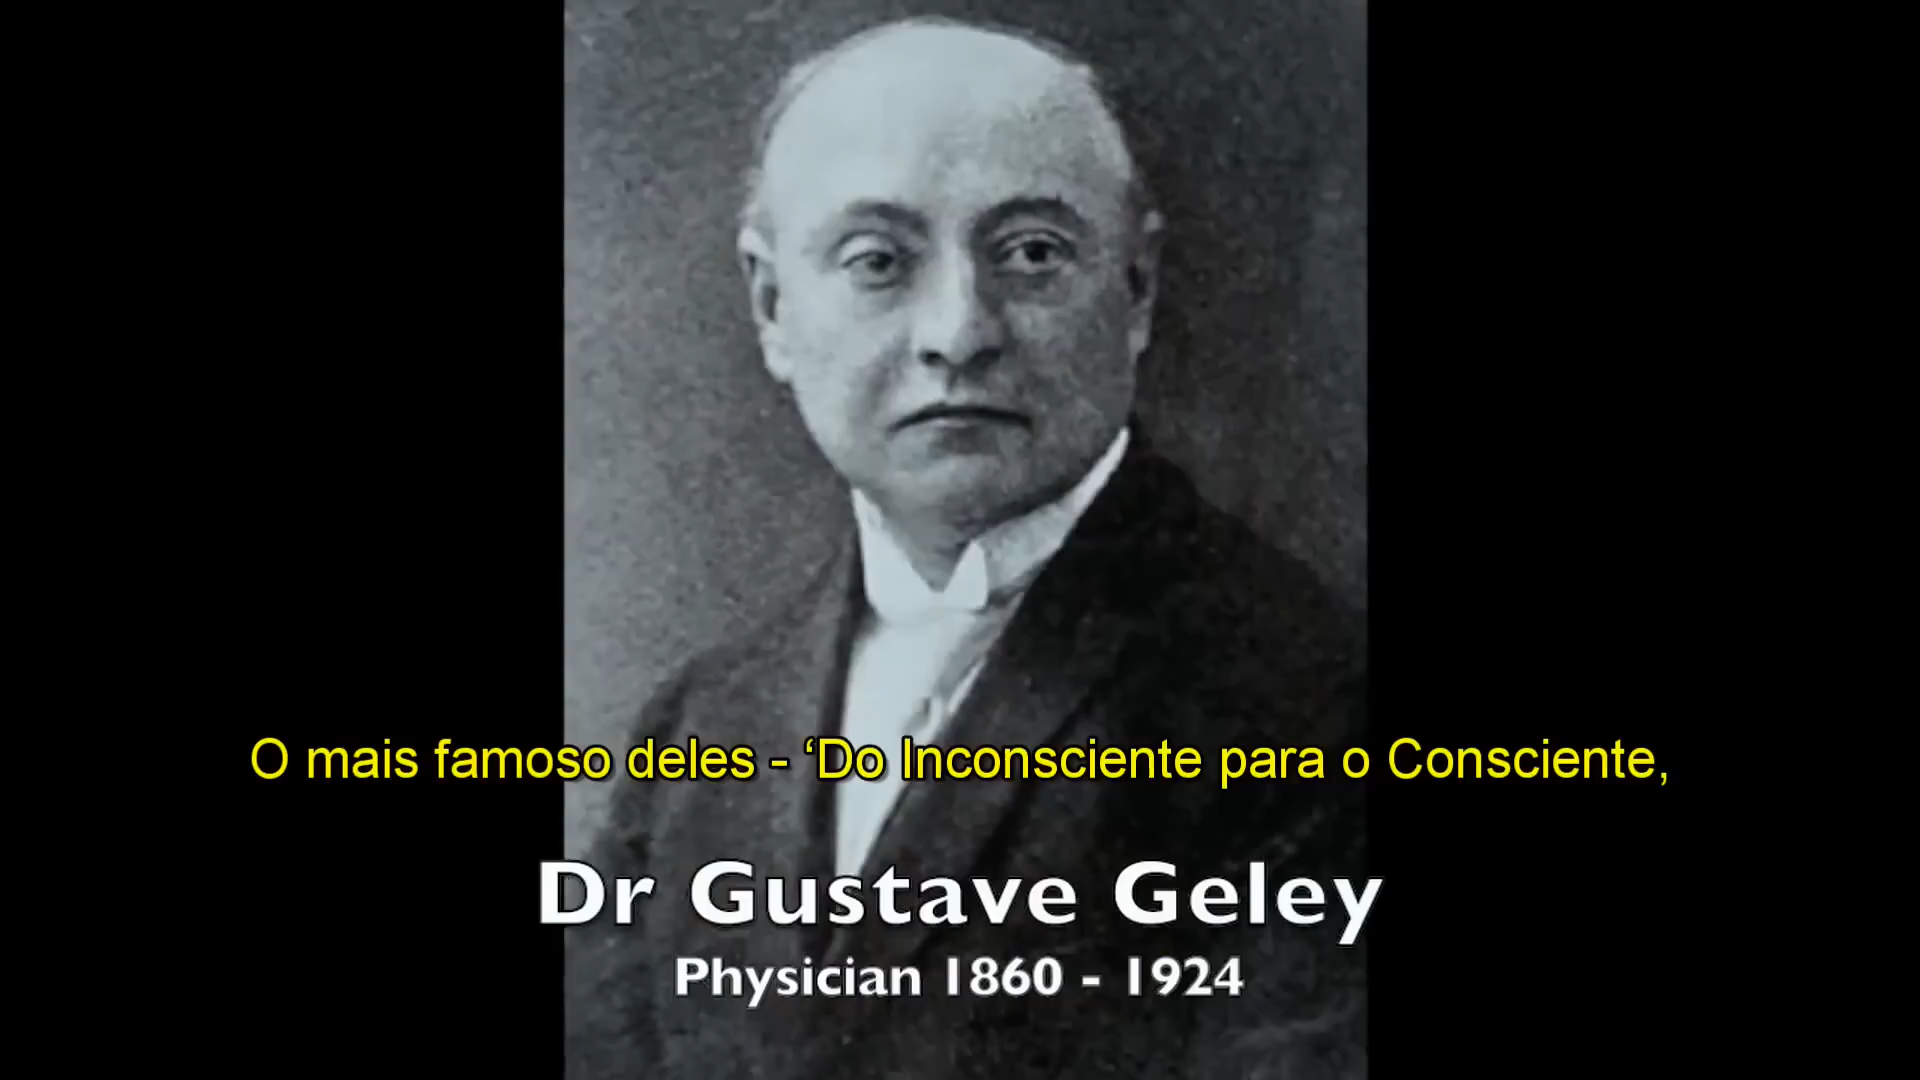 O mais famoso deles - ‘Do Inconsciente para o Consciente,
Dr Gustave Geley
Physician 1860 - 1924